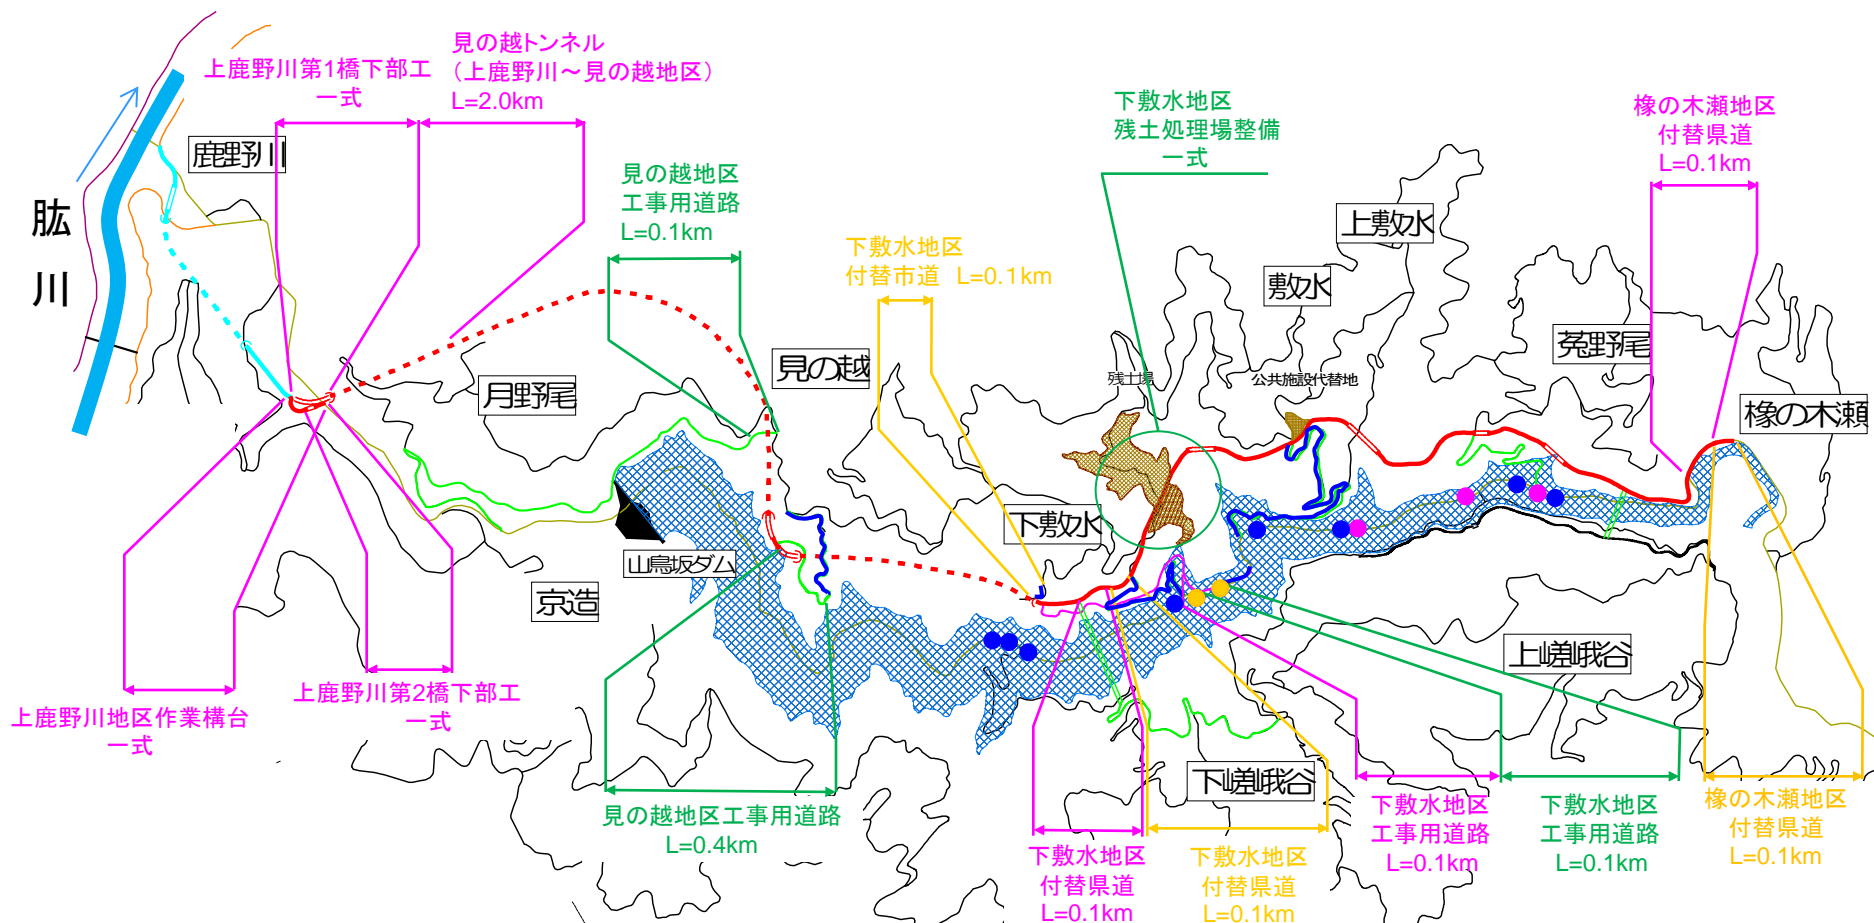 見の越トンネル
（上鹿野川～見の越地区）
L=2.0km
上鹿野川第1橋下部工
一式
鹿野川
肱
川
下敷水地区
残土処理場整備
一式
橡の木瀬地区
付替県道
L=0.1km
見の越地区
工事用道路
L=0.1km
下敷水地区
付替市道 L=0.1km
上敷水
敷水
菟野尾
見の越
月野尾
残土場
公共施設代替地
橡の木瀬
下敷水
山鳥坂ダム
京造
上嵯峨谷
下嵯峨谷
上鹿野川地区作業構台
一式
上鹿野川第2橋下部工
一式
見の越地区工事用道路
L=0.4km
下敷水地区
付替県道
L=0.1km
下敷水地区
付替県道
L=0.1km
下敷水地区
工事用道路
L=0.1km
下敷水地区
工事用道路
L=0.1km
橡の木瀬地区
付替県道
L=0.1km